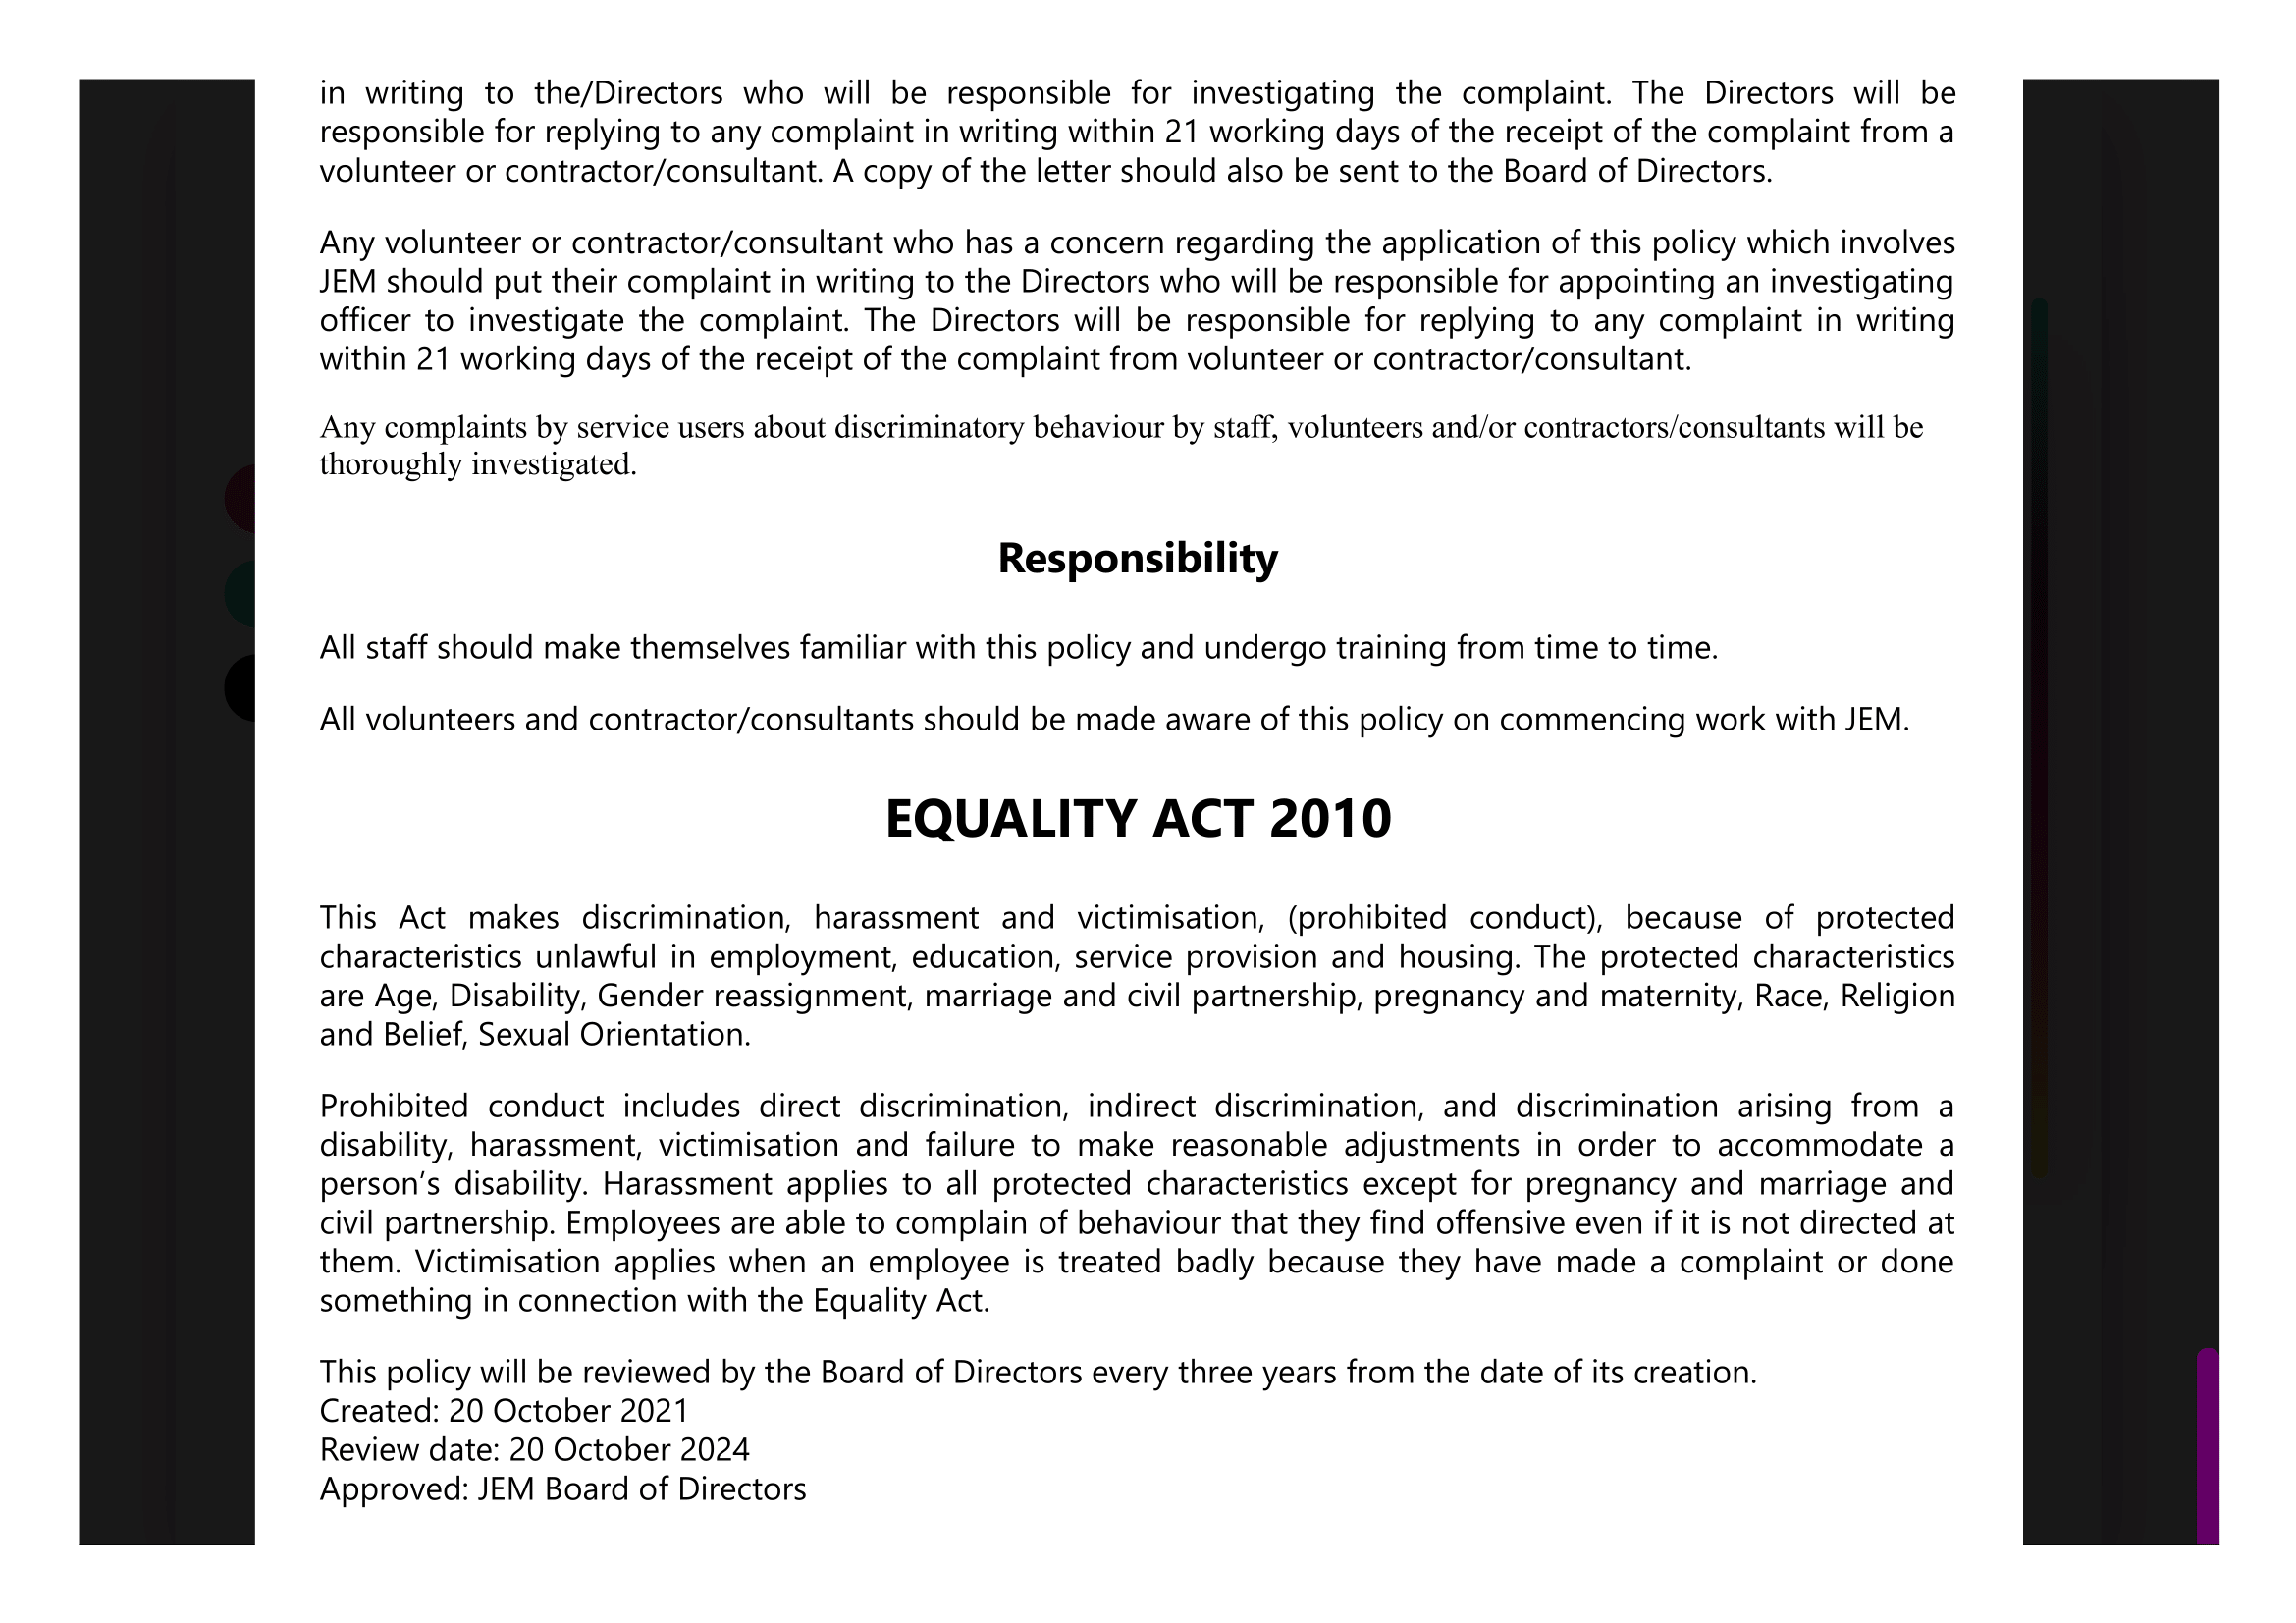 in writing to the/Directors who will be responsible for investigating the complaint. The Directors will be
responsible for replying to any complaint in writing within 21 working days of the receipt of the complaint from a
volunteer or contractor/consultant. A copy of the letter should also be sent to the Board of Directors.
Any volunteer or contractor/consultant who has a concern regarding the application of this policy which involves
JEM should put their complaint in writing to the Directors who will be responsible for appointing an investigating
officer to investigate the complaint. The Directors will be responsible for replying to any complaint in writing
within 21 working days of the receipt of the complaint from volunteer or contractor/consultant.
Any complaints by service users about discriminatory behaviour by staff, volunteers and/or contractors/consultants will be
thoroughly investigated.
Responsibility
All staff should make themselves familiar with this policy and undergo training from time to time.
All volunteers and contractor/consultants should be made aware of this policy on commencing work with JEM.
EQUALITY ACT 2010
This Act makes discrimination, harassment and victimisation, (prohibited conduct), because of protected
characteristics unlawful in employment, education, service provision and housing. The protected characteristics
are Age, Disability, Gender reassignment, marriage and civil partnership, pregnancy and maternity, Race, Religion
and Belief, Sexual Orientation.
Prohibited conduct includes direct discrimination, indirect discrimination, and discrimination arising from a
disability, harassment, victimisation and failure to make reasonable adjustments in order to accommodate a
person’s disability. Harassment applies to all protected characteristics except for pregnancy and marriage and
civil partnership. Employees are able to complain of behaviour that they find offensive even if it is not directed at
them. Victimisation applies when an employee is treated badly because they have made a complaint or done
something in connection with the Equality Act.
This policy will be reviewed by the Board of Directors every three years from the date of its creation.
Created: 20 October 2021
Review date: 20 October 2024
Approved: JEM Board of Directors